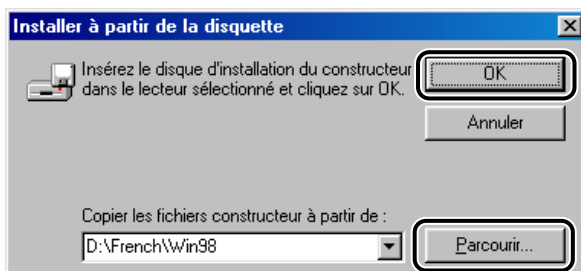 Installer à partir de la disquette
Insérez le disque d'installation du constructeur
dans le lecteur sélectionné et cliquez sur OK.
OK
Annuler
Copier les fichiers constructeur à partir de :
D:\French\Win98
Parcourir...